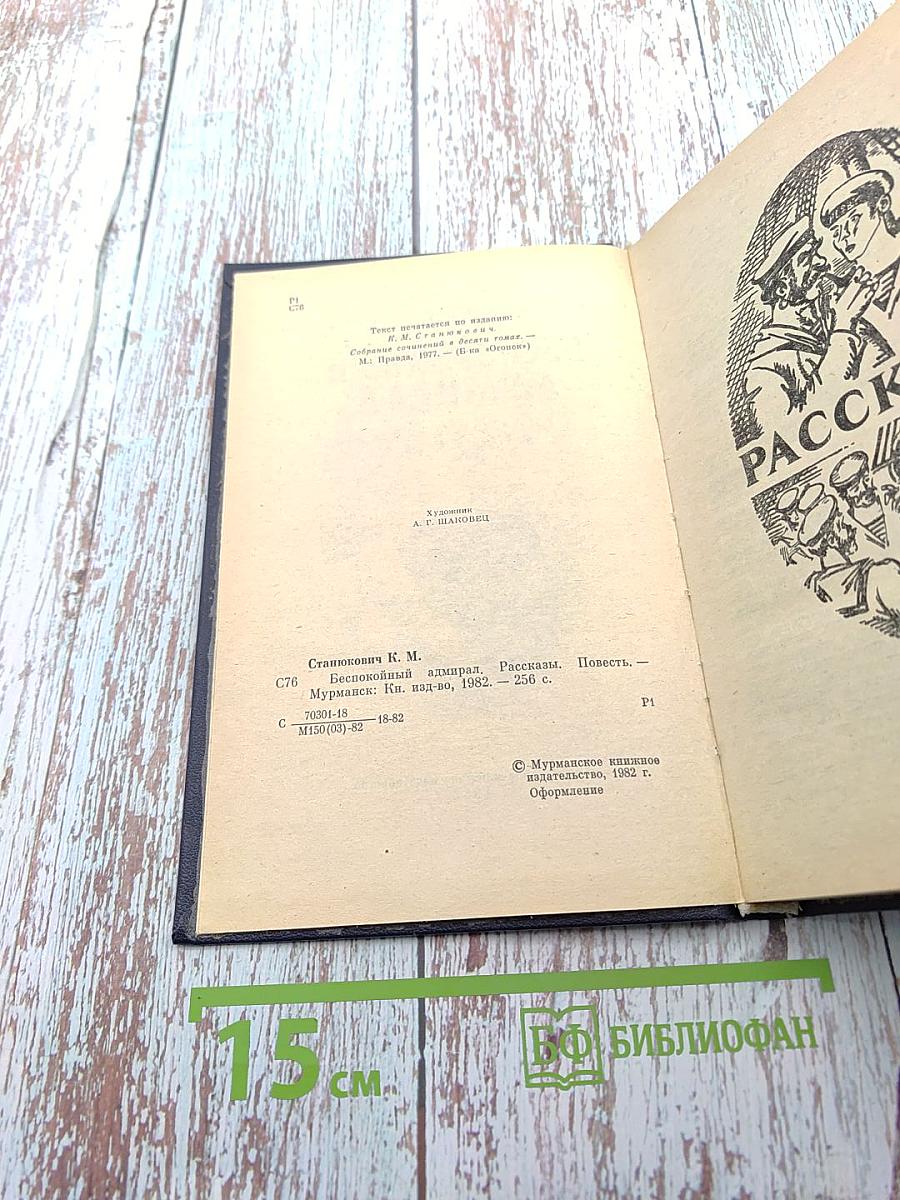 Р1
С76
Текст печатается по изданию:
К. М. Станюкович.
Собрание сочинений в десяти томах. —
М.: Правда, 1977. — (Б-ка «Огонек»)
Художник
А. Г. ШАКОВЕЦ
Станюкович К. М.
С76 Беспокойный адмирал. Рассказы. Повесть. —
Мурманск: Кн. изд-во, 1982. — 256 с.
С 70301-18 18-82
М150(03)-82
Р1
© Мурманское книжное
издательство, 1982 г.
Оформление
РАССК
15 см
БФ БИБЛИОФАН